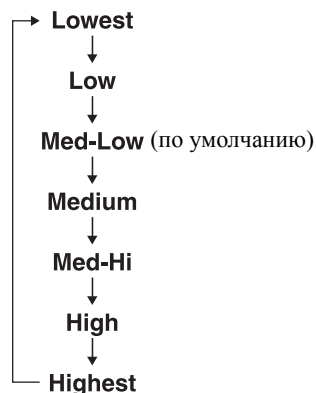 Lowest
Low
Med-Low (по умолчанию)
Medium
Med-Hi
High
Highest